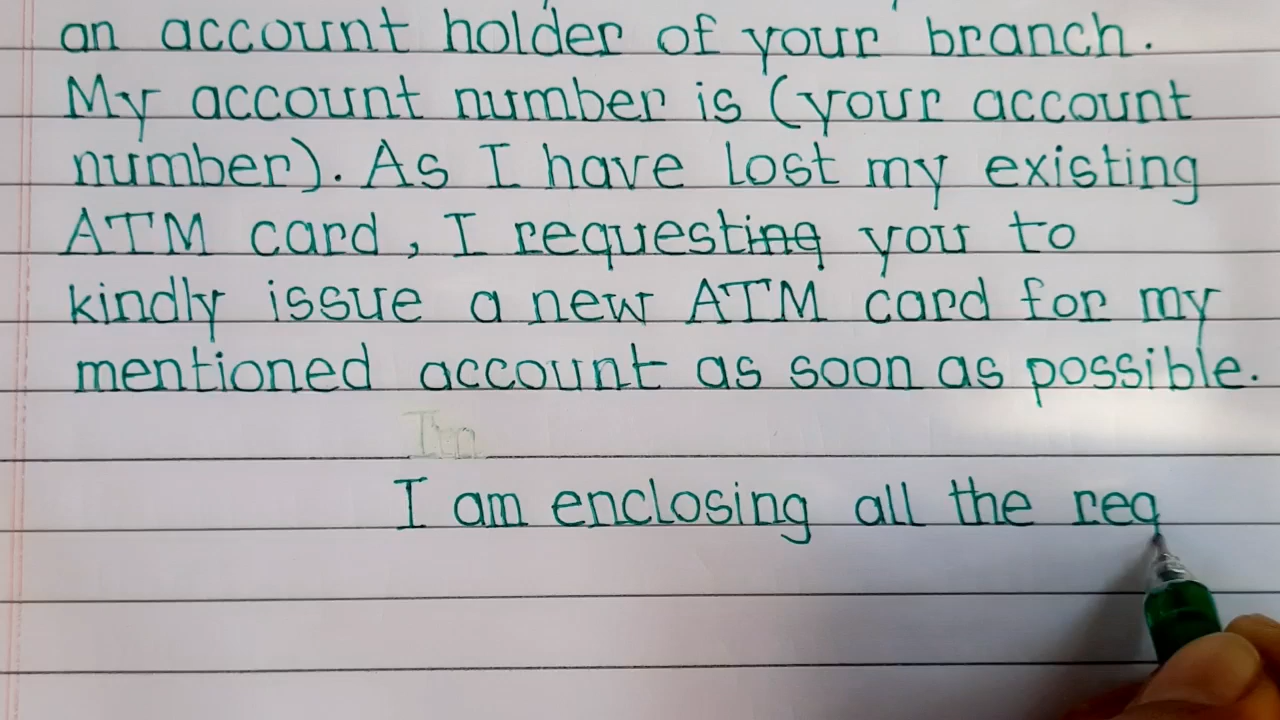 an account holder of your branch.
My account number is (your account
number). As I have lost my existing
ATM card, I requesting you to
kindly issue a new ATM card for my
mentioned account as soon as possible.
I am enclosing all the req